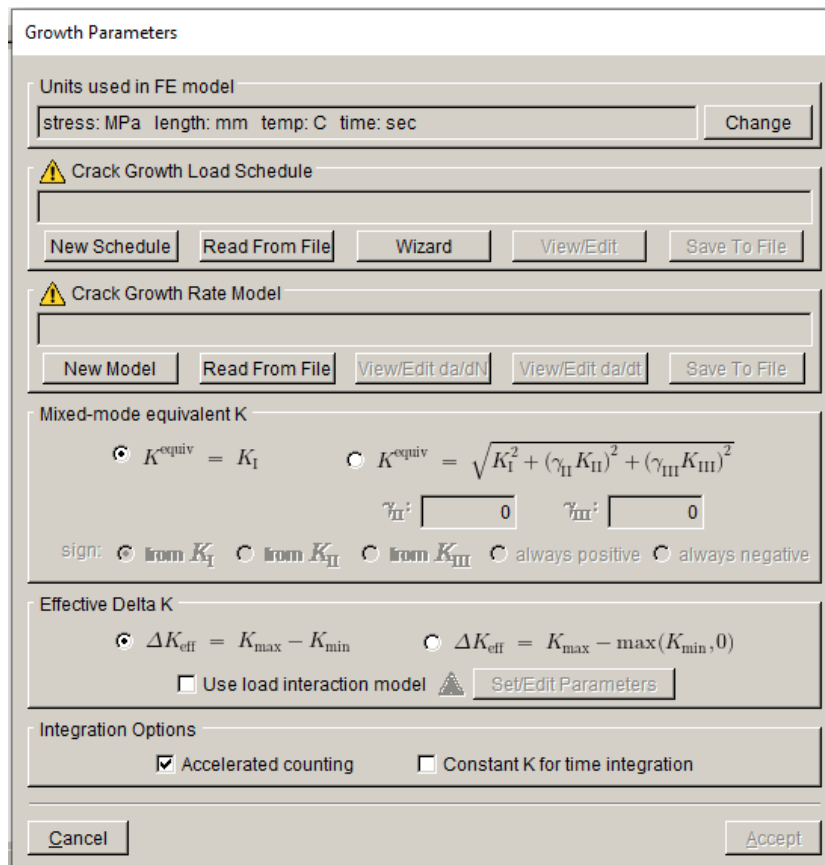 Growth Parameters
Units used in FE model
stress: MPa length: mm temp: C time: sec Change
Crack Growth Load Schedule
New Schedule Read From File Wizard View/Edit Save To File
Crack Growth Rate Model
New Model Read From File View/Edit da/dN View/Edit da/dt Save To File
Mixed-mode equivalent K
K^equiv = K_I K^equiv = √(K_I^2 + (γ_II K_II)^2 + (γ_III K_III)^2)
γ_II: 0 γ_III: 0
sign: from K_I from K_II from K_III always positive always negative
Effective Delta K
ΔK_eff = K_max − K_min ΔK_eff = K_max − max(K_min,0)
Use load interaction model Set/Edit Parameters
Integration Options
Accelerated counting Constant K for time integration
Cancel Accept